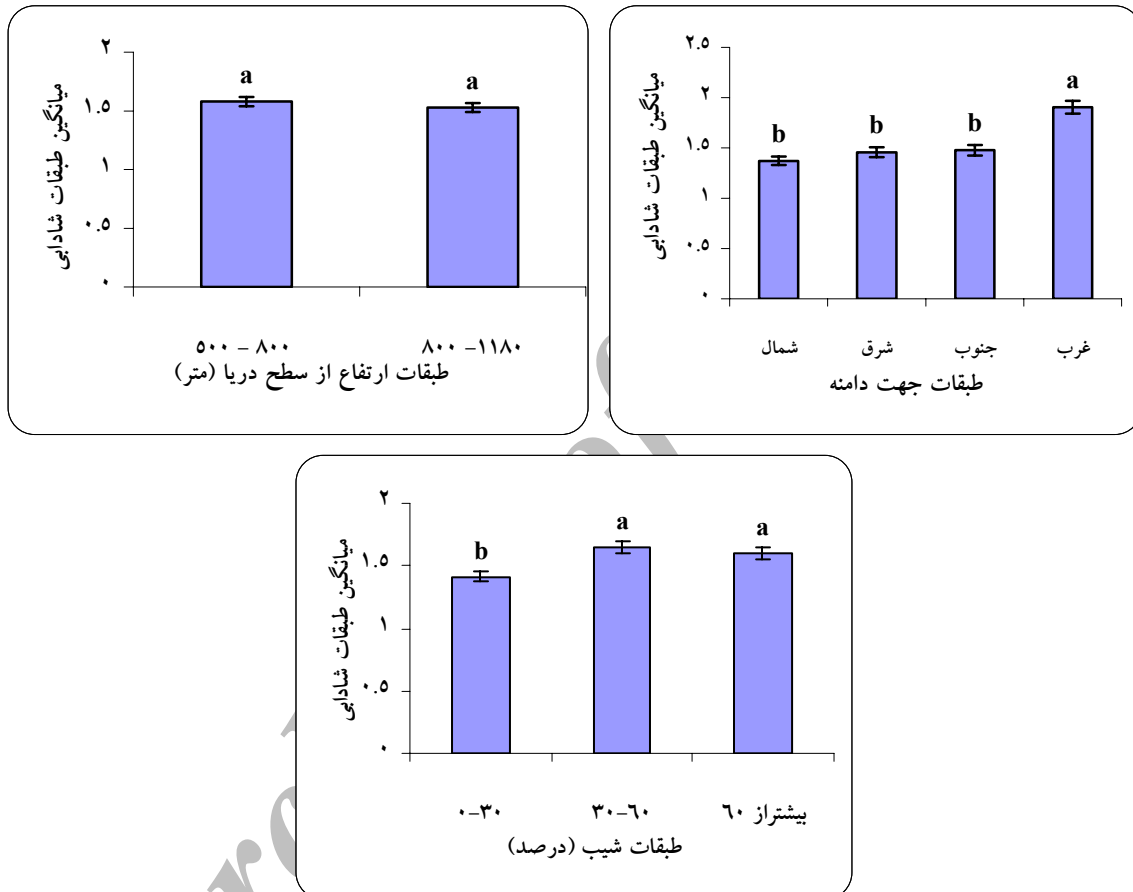 میانگین طبقات شادابی
۲
۱.۵
۱
۰.۵
۰
a
a
۵۰۰ - ۸۰۰
۸۰۰ -۱۱۸۰
طبقات ارتفاع از سطح دریا (متر)
میانگین طبقات شادابی
۲.۵
۲
۱.۵
۱
۰.۵
۰
b
b
b
a
شمال
شرق
جنوب
غرب
طبقات جهت دامنه
میانگین طبقات شادابی
۲
۱.۵
۱
۰.۵
۰
b
a
a
۰-۳۰
۳۰-۶۰
بیشتراز ۶۰
طبقات شیب (درصد)